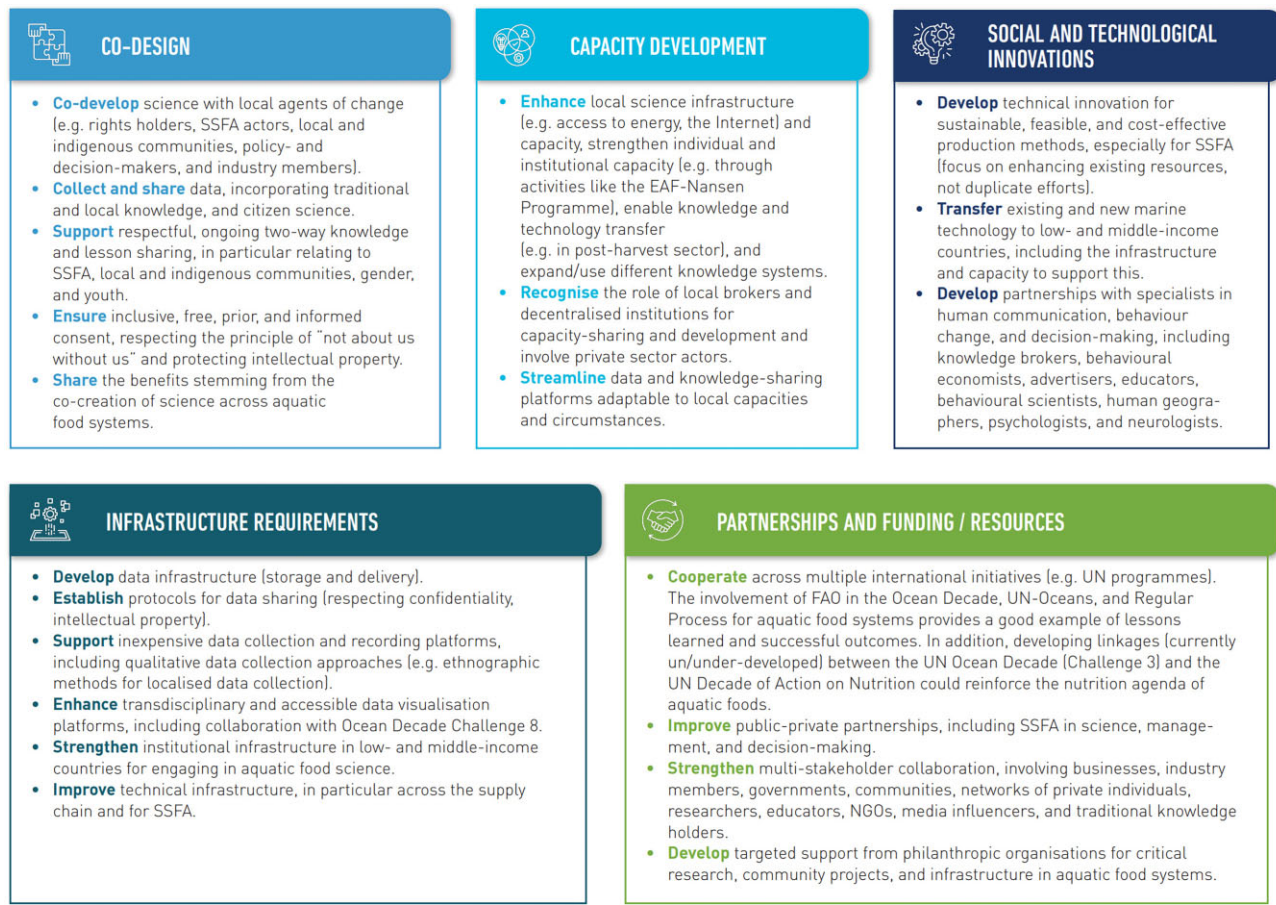 CO-DESIGN
• Co-develop science with local agents of change
(e.g. rights holders, SSFA actors, local and
indigenous communities, policy- and
decision-makers, and industry members).
• Collect and share data, incorporating traditional
and local knowledge, and citizen science.
• Support respectful, ongoing two-way knowledge
and lesson sharing, in particular relating to
SSFA, local and indigenous communities, gender,
and youth.
• Ensure inclusive, free, prior, and informed
consent, respecting the principle of "not about us
without us" and protecting intellectual property.
• Share the benefits stemming from the
co-creation of science across aquatic
food systems.
CAPACITY DEVELOPMENT
• Enhance local science infrastructure
(e.g. access to energy, the Internet) and
capacity, strengthen individual and
institutional capacity (e.g. through
activities like the EAF-Nansen
Programme), enable knowledge and
technology transfer
(e.g. in post-harvest sector), and
expand/use different knowledge systems.
• Recognise the role of local brokers and
decentralised institutions for
capacity-sharing and development and
involve private sector actors.
• Streamline data and knowledge-sharing
platforms adaptable to local capacities
and circumstances.
SOCIAL AND TECHNOLOGICAL
INNOVATIONS
• Develop technical innovation for
sustainable, feasible, and cost-effective
production methods, especially for SSFA
(focus on enhancing existing resources,
not duplicate efforts).
• Transfer existing and new marine
technology to low- and middle-income
countries, including the infrastructure
and capacity to support this.
• Develop partnerships with specialists in
human communication, behaviour
change, and decision-making, including
knowledge brokers, behavioural
economists, advertisers, educators,
behavioural scientists, human geogra-
phers, psychologists, and neurologists.
INFRASTRUCTURE REQUIREMENTS
• Develop data infrastructure (storage and delivery).
• Establish protocols for data sharing (respecting confidentiality,
intellectual property).
• Support inexpensive data collection and recording platforms,
including qualitative data collection approaches (e.g. ethnographic
methods for localised data collection).
• Enhance transdisciplinary and accessible data visualisation
platforms, including collaboration with Ocean Decade Challenge 8.
• Strengthen institutional infrastructure in low- and middle-income
countries for engaging in aquatic food science.
• Improve technical infrastructure, in particular across the supply
chain and for SSFA.
PARTNERSHIPS AND FUNDING / RESOURCES
• Cooperate across multiple international initiatives (e.g. UN programmes).
The involvement of FAO in the Ocean Decade, UN-Oceans, and Regular
Process for aquatic food systems provides a good example of lessons
learned and successful outcomes. In addition, developing linkages (currently
un/under-developed) between the UN Ocean Decade (Challenge 3) and the
UN Decade of Action on Nutrition could reinforce the nutrition agenda of
aquatic foods.
• Improve public-private partnerships, including SSFA in science, manage-
ment, and decision-making.
• Strengthen multi-stakeholder collaboration, involving businesses, industry
members, governments, communities, networks of private individuals,
researchers, educators, NGOs, media influencers, and traditional knowledge
holders.
• Develop targeted support from philanthropic organisations for critical
research, community projects, and infrastructure in aquatic food systems.